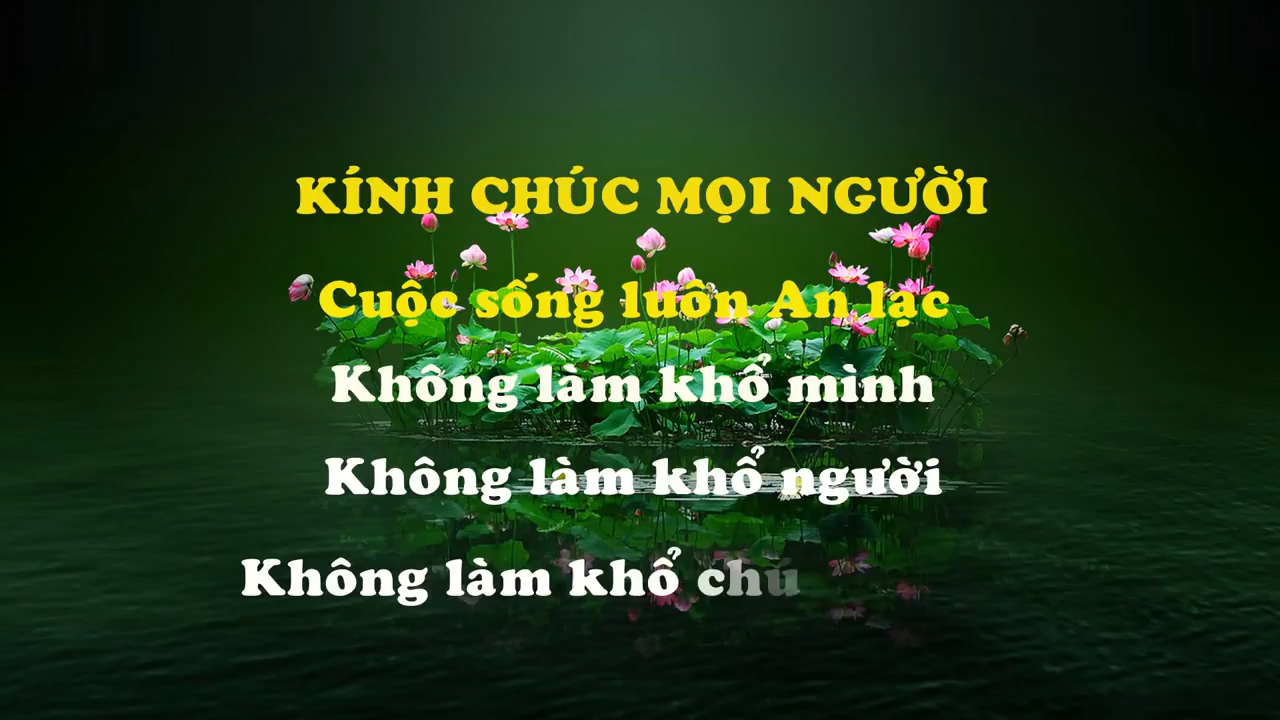 KÍNH CHÚC MỌI NGƯỜI
Cuộc sống luôn An lạc
Không làm khổ mình
Không làm khổ người
Không làm khổ chú